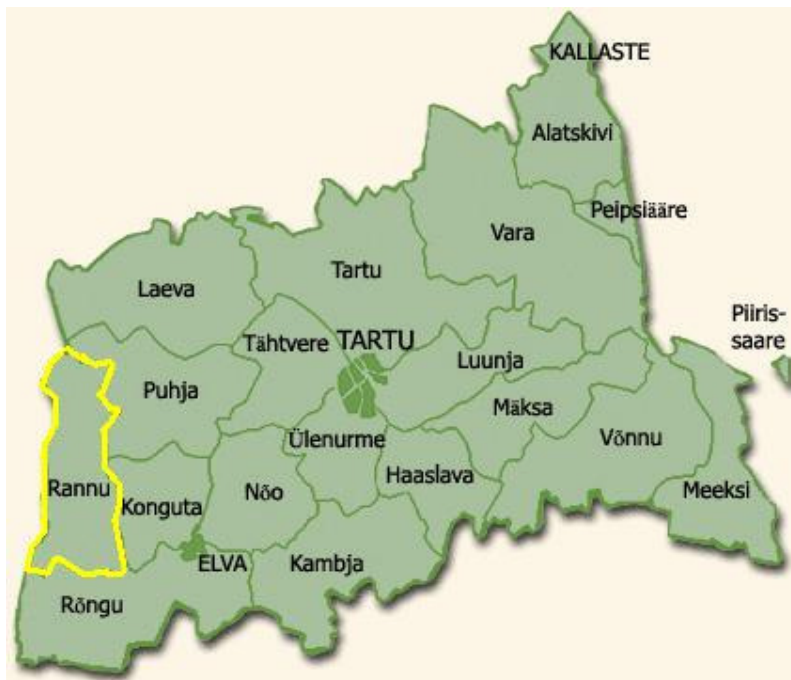 KALLASTE
Alatskivi
Peipsiääre
Vara
Tartu
Laeva
Piiris-
saare
Tähtvere
TARTU
Luunja
Puhja
Mäksa
Ülenurme
Võnnu
Haaslava
Rannu
Konguta
Nõo
Meeksi
ELVA
Kambja
Rõngu